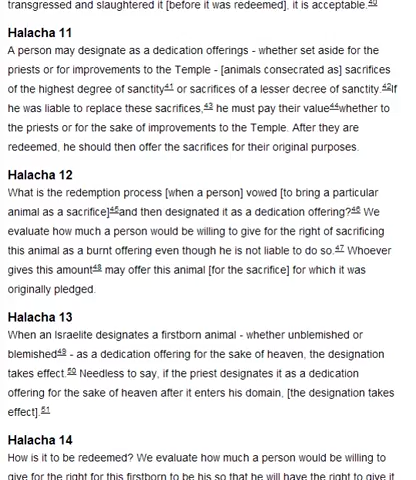 transgressed and slaughtered it [before it was redeemed], it is acceptable.40
Halacha 11
A person may designate as a dedication offerings - whether set aside for the
priests or for improvements to the Temple - [animals consecrated as] sacrifices
of the highest degree of sanctity41 or sacrifices of a lesser degree of sanctity.42If
he was liable to replace these sacrifices,43 he must pay their value44whether to
the priests or for the sake of improvements to the Temple. After they are
redeemed, he should then offer the sacrifices for their original purposes.
Halacha 12
What is the redemption process [when a person] vowed [to bring a particular
animal as a sacrifice]45and then designated it as a dedication offering?46 We
evaluate how much a person would be willing to give for the right of sacrificing
this animal as a burnt offering even though he is not liable to do so.47 Whoever
gives this amount48 may offer this animal [for the sacrifice] for which it was
originally pledged.
Halacha 13
When an Israelite designates a firstborn animal - whether unblemished or
blemished49 - as a dedication offering for the sake of heaven, the designation
takes effect.50 Needless to say, if the priest designates it as a dedication
offering for the sake of heaven after it enters his domain, [the designation takes
effect].51
Halacha 14
How is it to be redeemed? We evaluate how much a person would be willing to
give for the right for this firstborn to be his so that he will have the right to give it